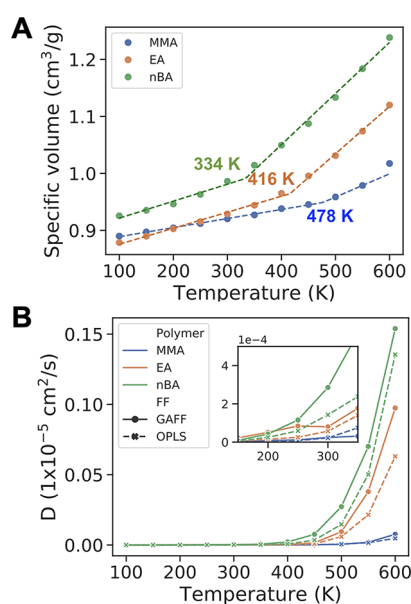 A
Specific volume (cm³/g)
1.2
1.1
1.0
0.9
MMA
EA
nBA
334 K
416 K
478 K
100 200 300 400 500 600
Temperature (K)
B
D (1x10⁻⁵ cm²/s)
0.15
0.10
0.05
0.00
Polymer
MMA
EA
nBA
FF
GAFF
OPLS
1e−4
4
2
0
200 300
100 200 300 400 500 600
Temperature (K)